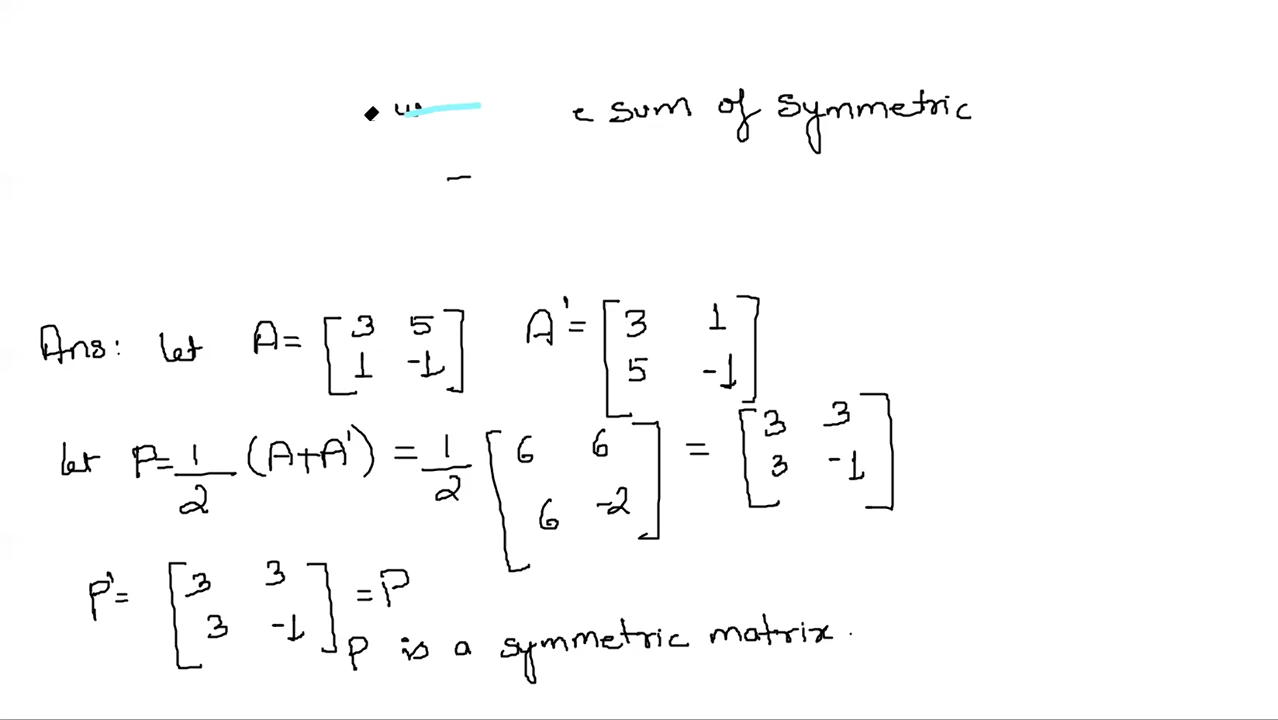 sum of symmetric
Ans: let A = [3 5; 1 -1] A' = [3 1; 5 -1]
let P = 1/2 (A+A') = 1/2 [6 6; 6 -2] = [3 3; 3 -1]
P' = [3 3; 3 -1] = P
P is a symmetric matrix.